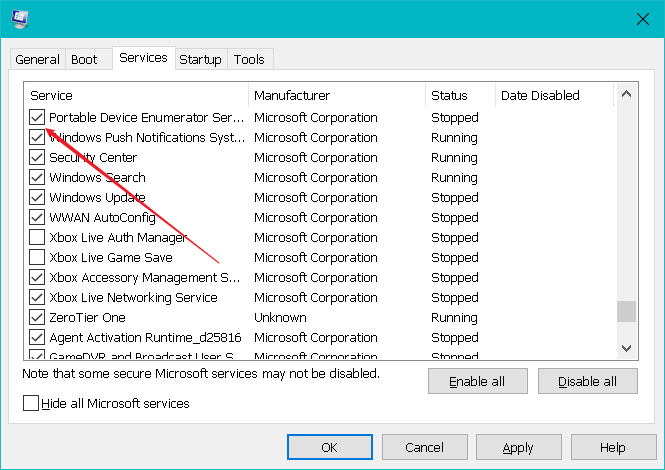 General Boot Services Startup Tools
Service Manufacturer Status Date Disabled
Portable Device Enumerator Ser... Microsoft Corporation Stopped
Windows Push Notifications Syst... Microsoft Corporation Running
Security Center Microsoft Corporation Running
Windows Search Microsoft Corporation Running
Windows Update Microsoft Corporation Stopped
WWAN AutoConfig Microsoft Corporation Stopped
Xbox Live Auth Manager Microsoft Corporation Stopped
Xbox Live Game Save Microsoft Corporation Stopped
Xbox Accessory Management S... Microsoft Corporation Stopped
Xbox Live Networking Service Microsoft Corporation Stopped
ZeroTier One Unknown Running
Agent Activation Runtime_d25816 Microsoft Corporation Stopped
GameDVR and Broadcast User S... Microsoft Corporation Stopped
Note that some secure Microsoft services may not be disabled.
Enable all Disable all
Hide all Microsoft services
OK Cancel Apply Help